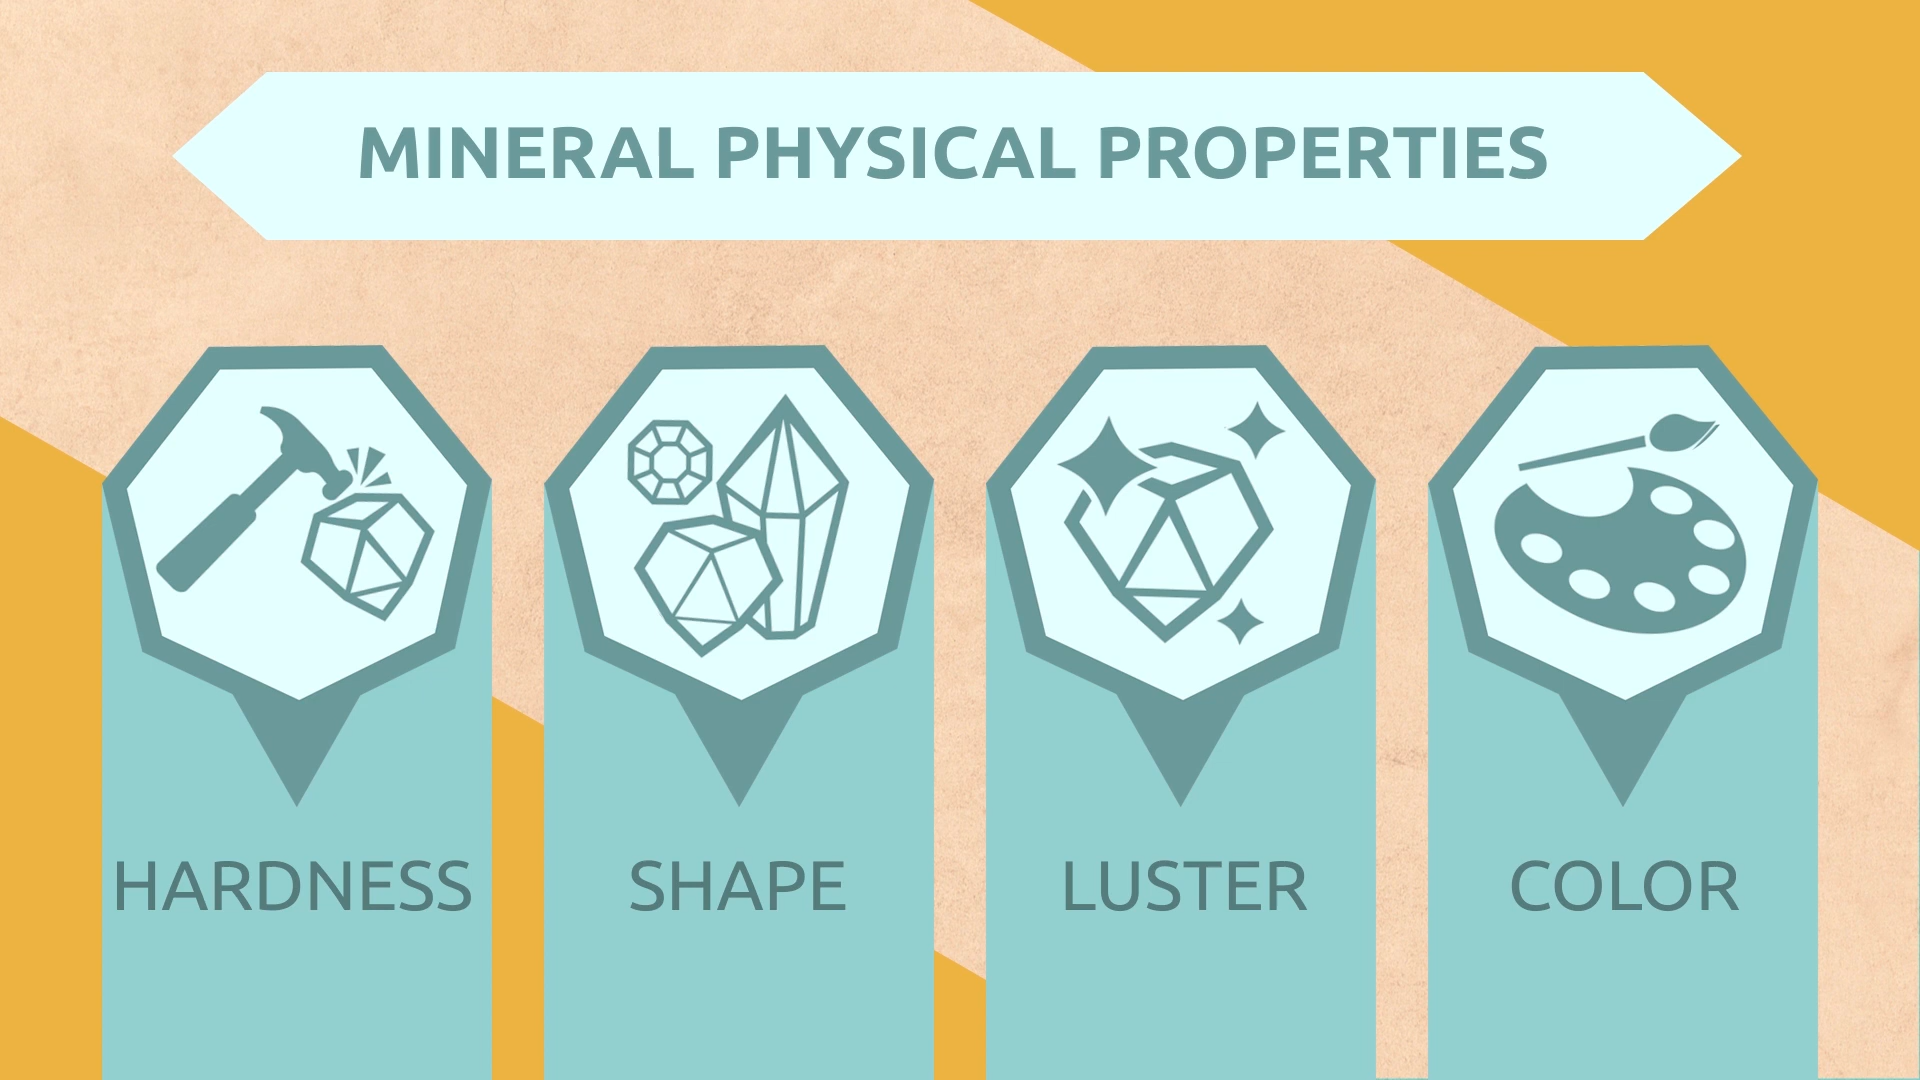 MINERAL PHYSICAL PROPERTIES
HARDNESS
SHAPE
LUSTER
COLOR